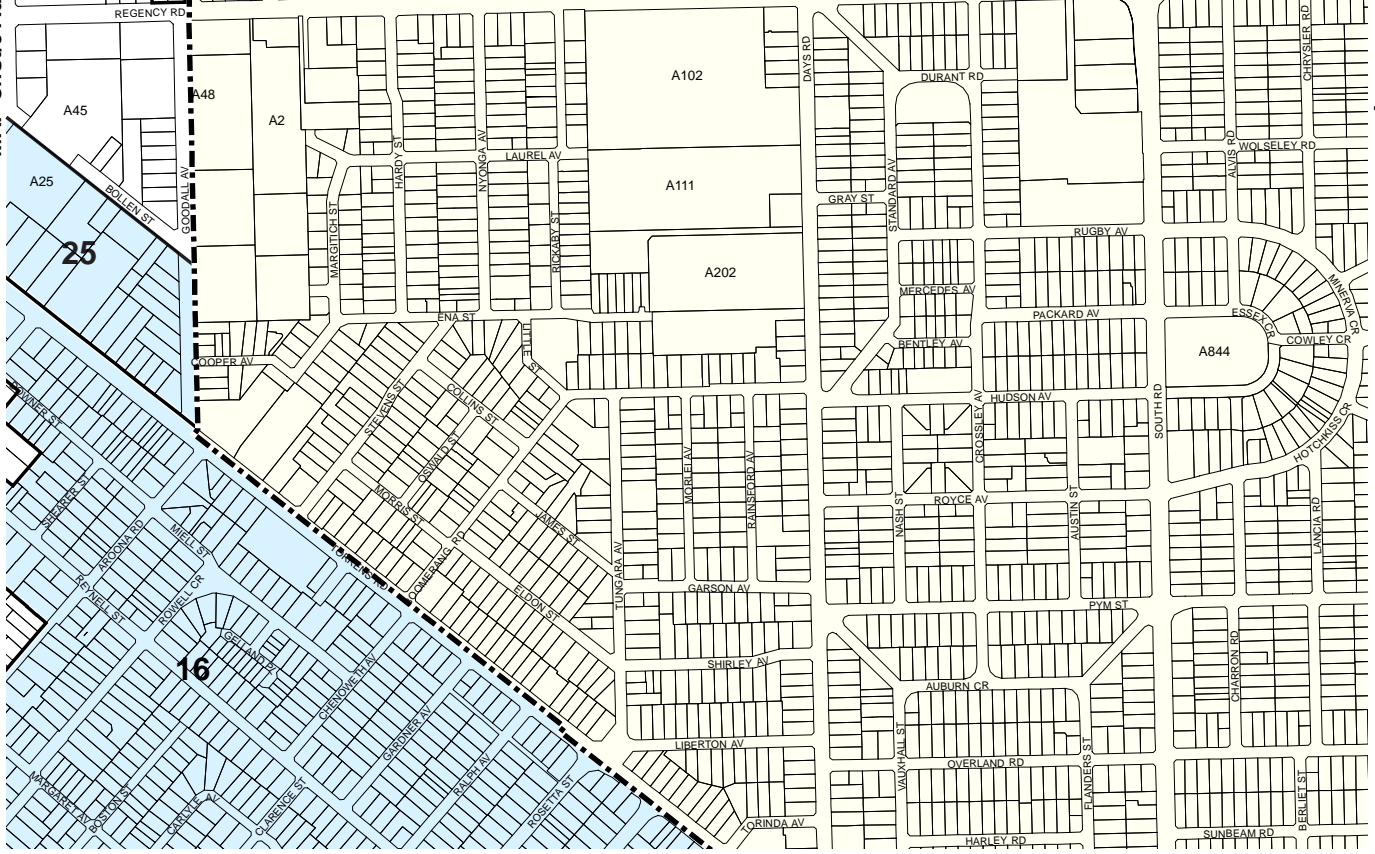 REGENCY RD
CHRYSLER RD
DAYS RD
A102
DURANT RD
A48
A45
A2
ALVIS RD
WOLSELEY RD
HARDY ST
NYONGA AV
LAUREL AV
A25
BOLLEN ST
GOODALL AV
A111
GRAY ST
STANDARD AV
MARGITICH ST
RICKABY ST
RUGBY AV
25
A202
MERCEDES AV
MINERVA CR
ENA ST
LITTLE ST
PACKARD AV
ESSEX CR
COWLEY CR
BENTLEY AV
A844
COOPER AV
DOWNER ST
STEVENS ST
COLLINS ST
HUDSON AV
CROSSLEY AV
SOUTH RD
HOTCHKISS CR
OSWALD ST
MORLEI AV
RAINSFORD AV
SHEARER ST
MORRIS ST
ROYCE AV
NASH ST
AUSTIN ST
LANCIA RD
AROONA RD
MIELL ST
JAMES ST
TORRENS RD
OOMERANG RD
TUNGARA AV
REYNELL ST
ROWELL CR
ELDON ST
GARSON AV
PYM ST
GELLAND PL
16
CHENOWETH AV
SHIRLEY AV
CHARRON RD
AUBURN CR
GARDNER AV
LIBERTON AV
VAUXHALL ST
OVERLAND RD
FLANDERS ST
MARGARET AV
BOSTON ST
CARLYLE AV
CLARENCE ST
RALPH AV
ROSETTA ST
BERLIET ST
TORINDA AV
HARLEY RD
SUNBEAM RD